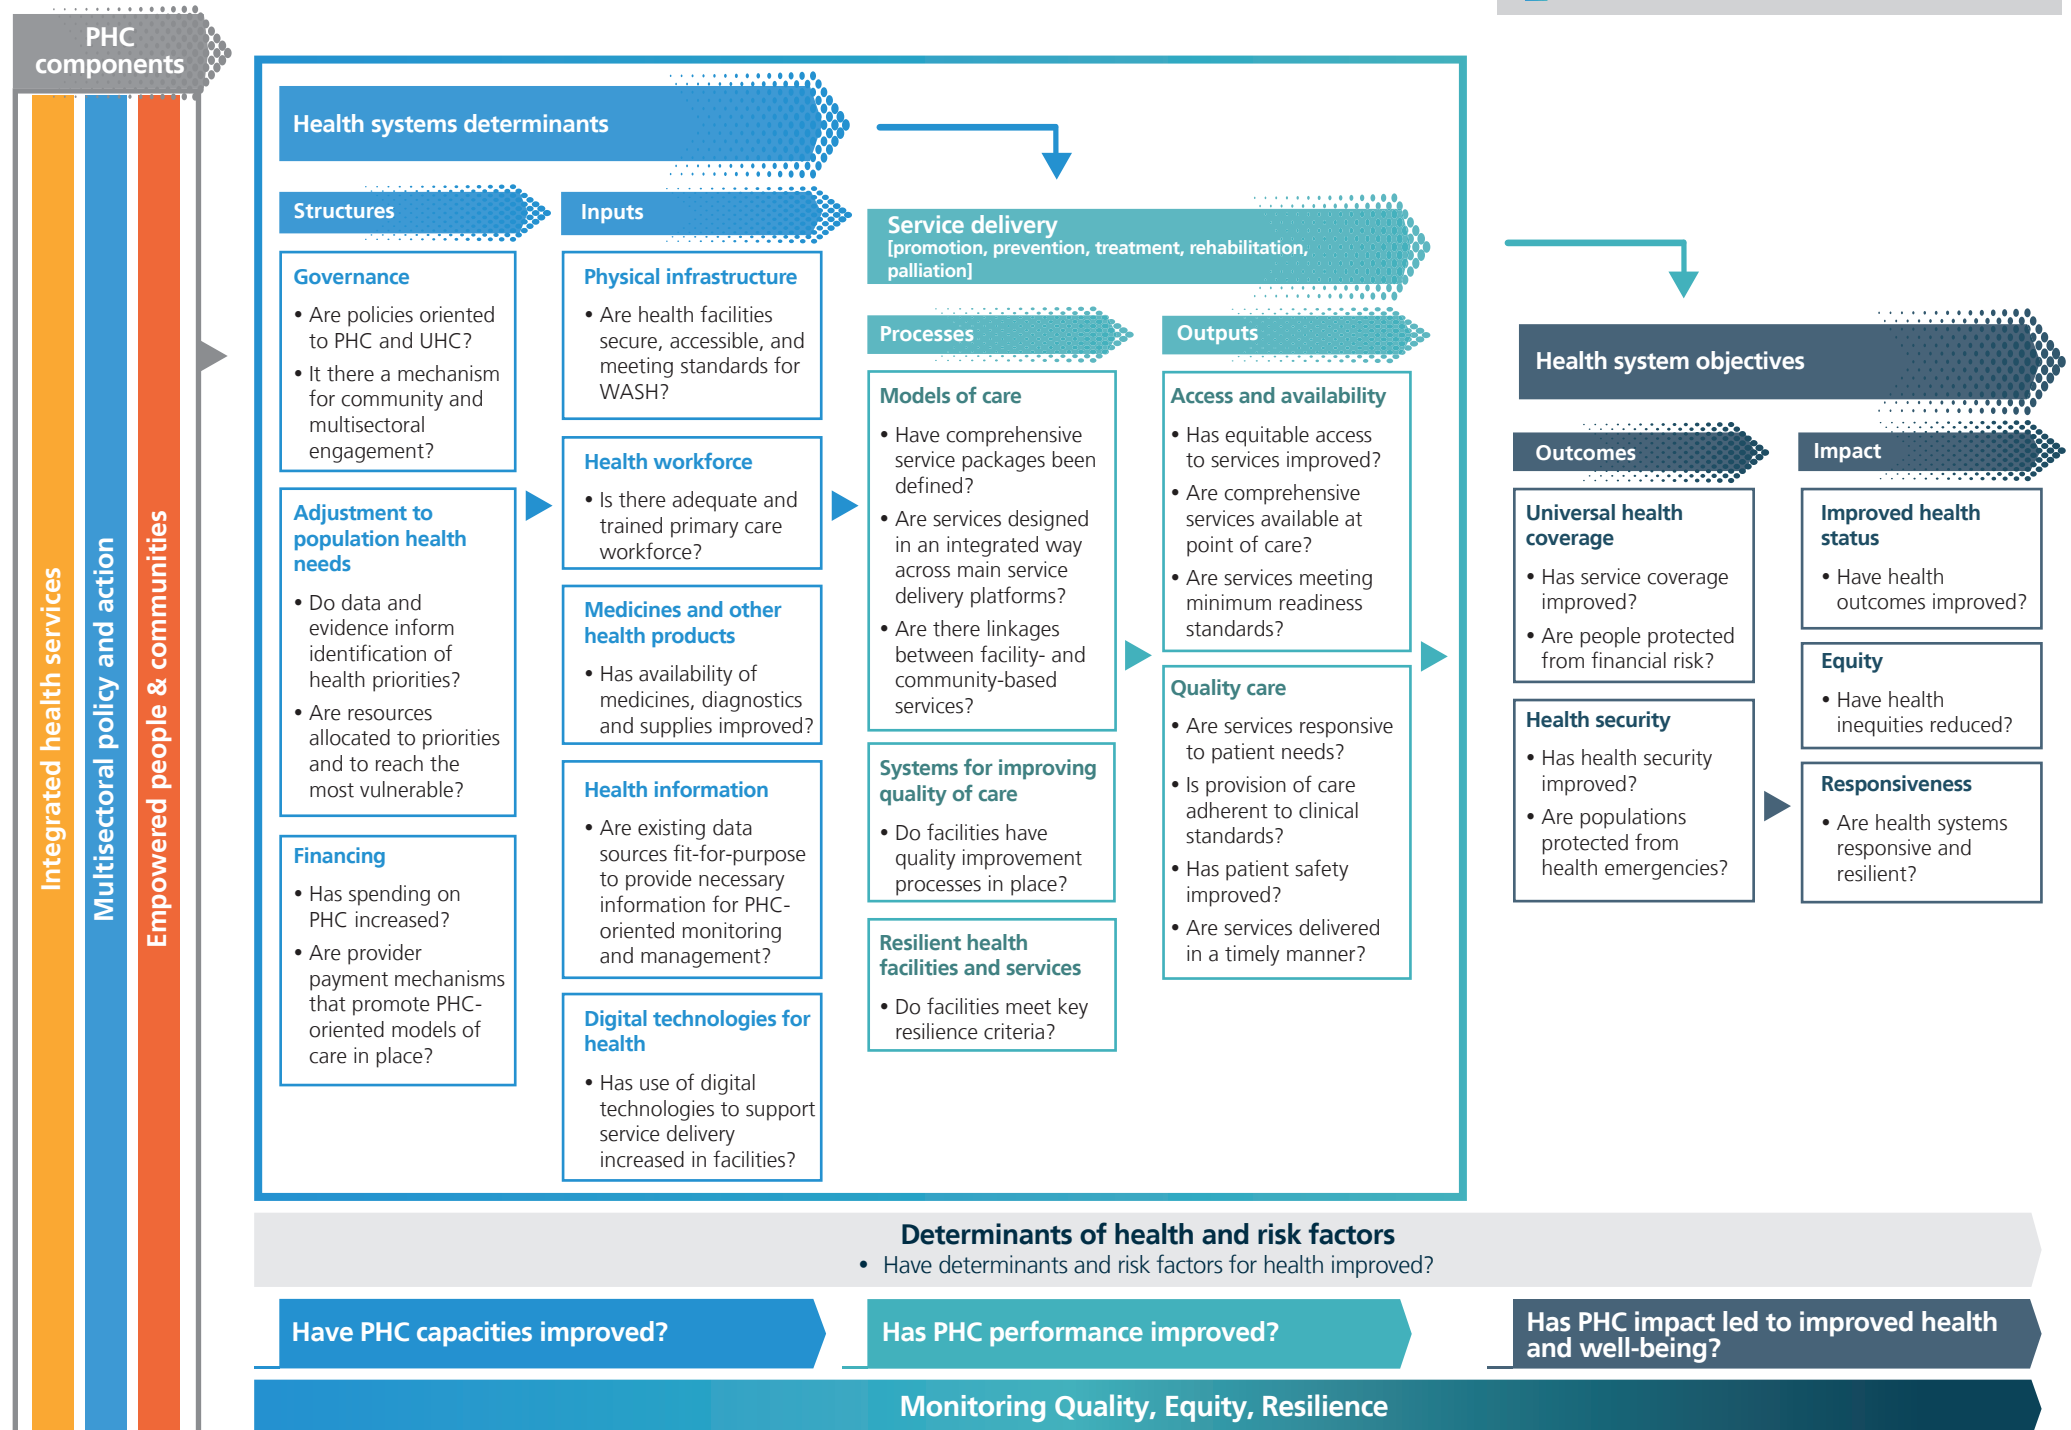 PHC
components
Integrated health services
Multisectoral policy and action
Empowered people & communities
Health systems determinants
Structures
Governance
• Are policies oriented
to PHC and UHC?
• It there a mechanism
for community and
multisectoral
engagement?
Adjustment to
population health
needs
• Do data and
evidence inform
identification of
health priorities?
• Are resources
allocated to priorities
and to reach the
most vulnerable?
Financing
• Has spending on
PHC increased?
• Are provider
payment mechanisms
that promote PHC-
oriented models of
care in place?
Inputs
Physical infrastructure
• Are health facilities
secure, accessible, and
meeting standards for
WASH?
Health workforce
• Is there adequate and
trained primary care
workforce?
Medicines and other
health products
• Has availability of
medicines, diagnostics
and supplies improved?
Health information
• Are existing data
sources fit-for-purpose
to provide necessary
information for PHC-
oriented monitoring
and management?
Digital technologies for
health
• Has use of digital
technologies to support
service delivery
increased in facilities?
Service delivery
[promotion, prevention, treatment, rehabilitation,
palliation]
Processes
Models of care
• Have comprehensive
service packages been
defined?
• Are services designed
in an integrated way
across main service
delivery platforms?
• Are there linkages
between facility- and
community-based
services?
Systems for improving
quality of care
• Do facilities have
quality improvement
processes in place?
Resilient health
facilities and services
• Do facilities meet key
resilience criteria?
Outputs
Access and availability
• Has equitable access
to services improved?
• Are comprehensive
services available at
point of care?
• Are services meeting
minimum readiness
standards?
Quality care
• Are services responsive
to patient needs?
• Is provision of care
adherent to clinical
standards?
• Has patient safety
improved?
• Are services delivered
in a timely manner?
Health system objectives
Outcomes
Universal health
coverage
• Has service coverage
improved?
• Are people protected
from financial risk?
Health security
• Has health security
improved?
• Are populations
protected from
health emergencies?
Impact
Improved health
status
• Have health
outcomes improved?
Equity
• Have health
inequities reduced?
Responsiveness
• Are health systems
responsive and
resilient?
Determinants of health and risk factors
• Have determinants and risk factors for health improved?
Have PHC capacities improved?
Has PHC performance improved?
Has PHC impact led to improved health
and well-being?
Monitoring Quality, Equity, Resilience